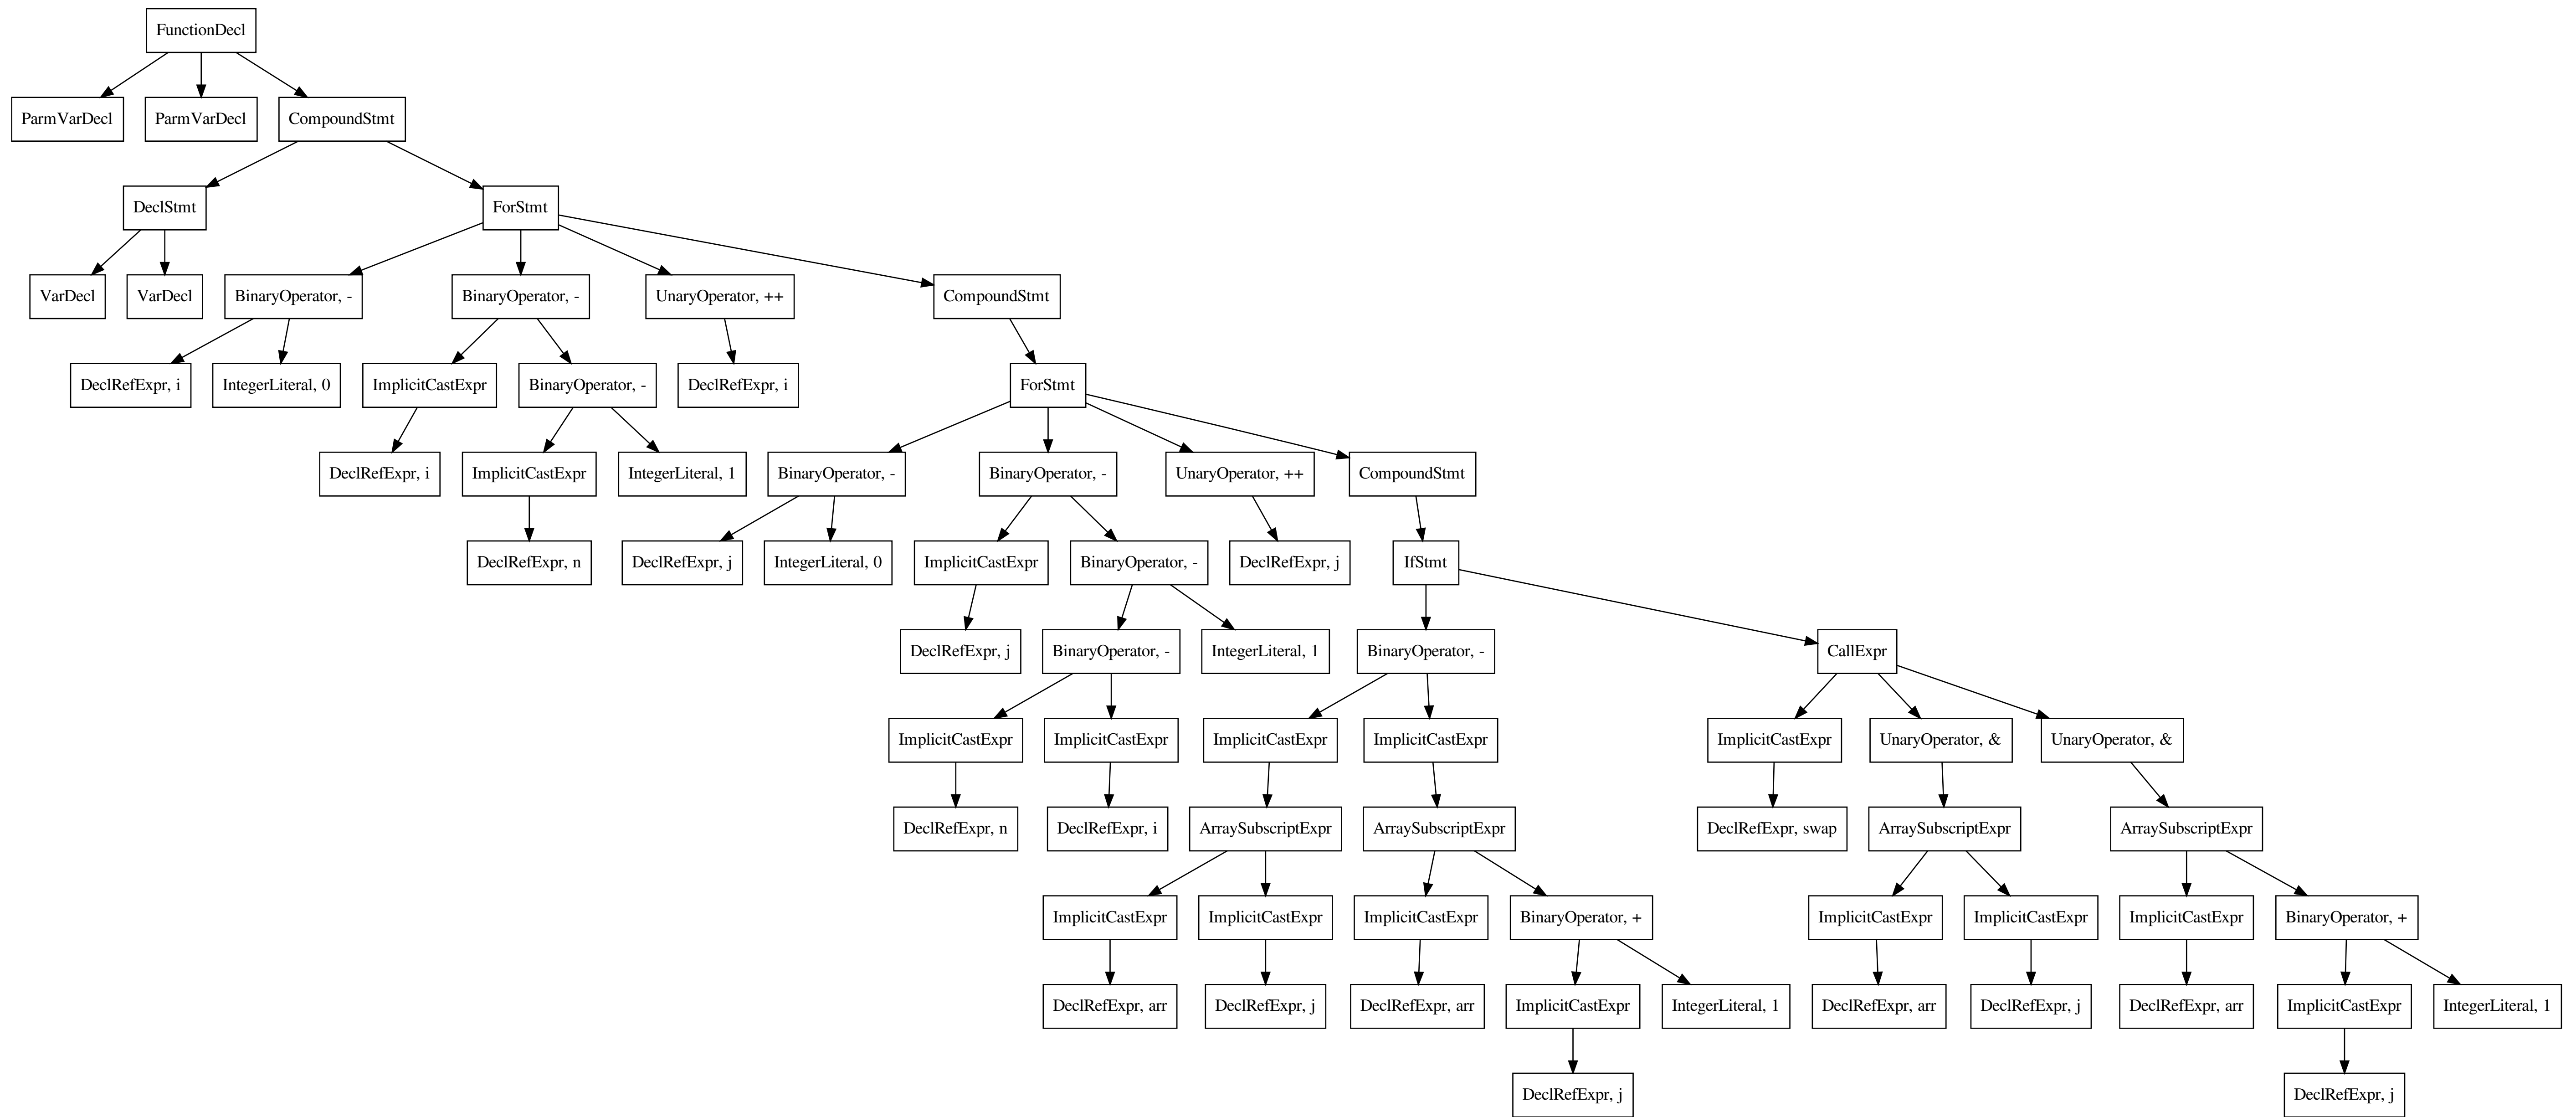 FunctionDecl
ParmVarDecl
ParmVarDecl
CompoundStmt
DeclStmt
ForStmt
VarDecl
VarDecl
BinaryOperator, -
BinaryOperator, -
UnaryOperator, ++
CompoundStmt
DeclRefExpr, i
IntegerLiteral, 0
ImplicitCastExpr
BinaryOperator, -
DeclRefExpr, i
ForStmt
DeclRefExpr, i
ImplicitCastExpr
IntegerLiteral, 1
BinaryOperator, -
BinaryOperator, -
UnaryOperator, ++
CompoundStmt
DeclRefExpr, n
DeclRefExpr, j
IntegerLiteral, 0
ImplicitCastExpr
BinaryOperator, -
DeclRefExpr, j
IfStmt
DeclRefExpr, j
BinaryOperator, -
IntegerLiteral, 1
BinaryOperator, -
CallExpr
ImplicitCastExpr
ImplicitCastExpr
ImplicitCastExpr
ImplicitCastExpr
ImplicitCastExpr
UnaryOperator, &
UnaryOperator, &
DeclRefExpr, n
DeclRefExpr, i
ArraySubscriptExpr
ArraySubscriptExpr
DeclRefExpr, swap
ArraySubscriptExpr
ArraySubscriptExpr
ImplicitCastExpr
ImplicitCastExpr
ImplicitCastExpr
BinaryOperator, +
ImplicitCastExpr
ImplicitCastExpr
ImplicitCastExpr
BinaryOperator, +
DeclRefExpr, arr
DeclRefExpr, j
DeclRefExpr, arr
ImplicitCastExpr
IntegerLiteral, 1
DeclRefExpr, arr
DeclRefExpr, j
DeclRefExpr, arr
ImplicitCastExpr
IntegerLiteral, 1
DeclRefExpr, j
DeclRefExpr, j